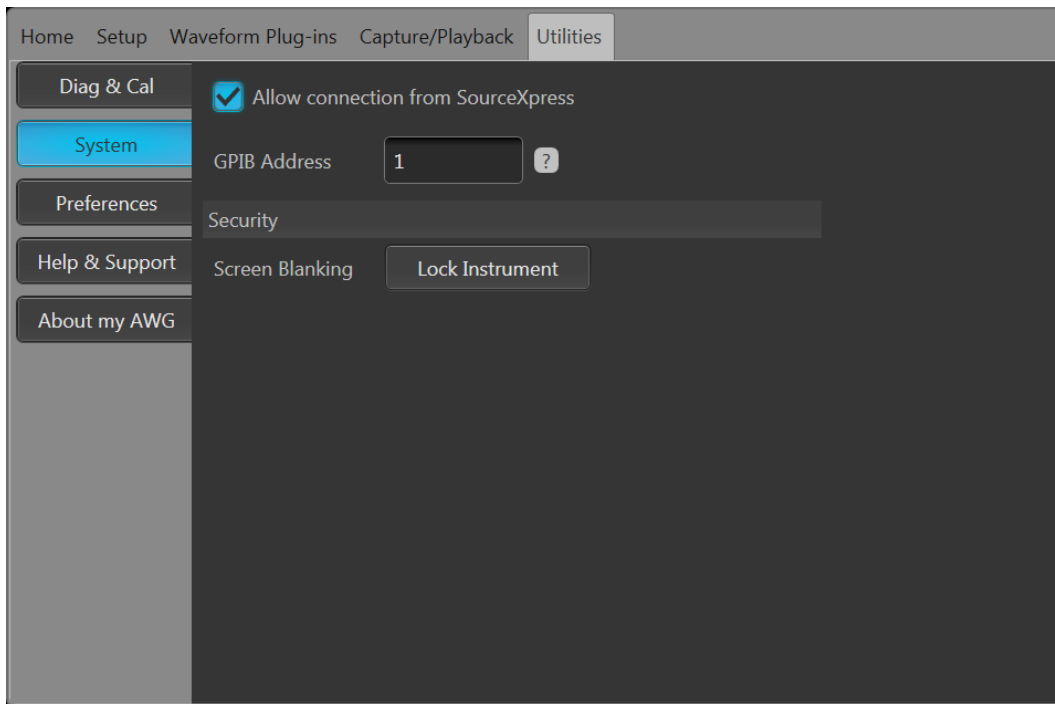 Home Setup Waveform Plug-ins Capture/Playback Utilities
Diag & Cal
System
Preferences
Help & Support
About my AWG
Allow connection from SourceXpress
GPIB Address 1 ?
Security
Screen Blanking Lock Instrument